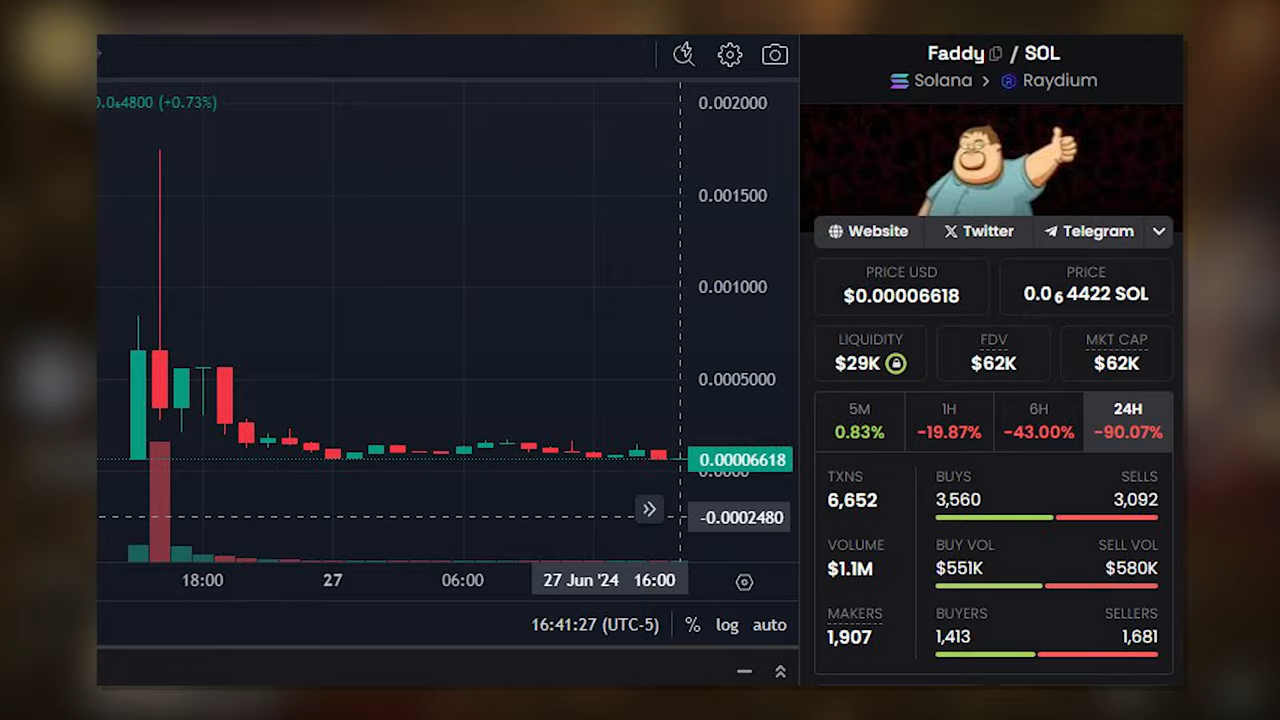 Faddy / SOL
Solana > Raydium
0.0₆4800 (+0.73%)
0.002000
0.001500
0.001000
0.0005000
0.00006618
0.0000
-0.0002480
18:00
27
06:00
27 Jun '24 16:00
16:41:27 (UTC-5)
%
log
auto
Website
Twitter
Telegram
PRICE USD
$0.00006618
PRICE
0.0₆4422 SOL
LIQUIDITY
$29K
FDV
$62K
MKT CAP
$62K
5M
0.83%
1H
-19.87%
6H
-43.00%
24H
-90.07%
TXNS
6,652
BUYS
3,560
SELLS
3,092
VOLUME
$1.1M
BUY VOL
$551K
SELL VOL
$580K
MAKERS
1,907
BUYERS
1,413
SELLERS
1,681